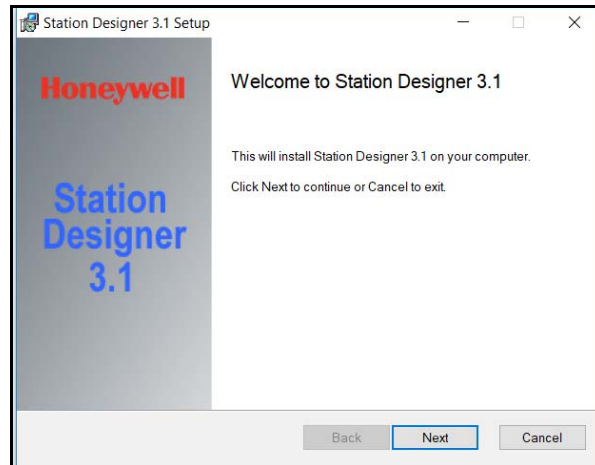 Station Designer 3.1 Setup
Honeywell
Station
Designer
3.1
Welcome to Station Designer 3.1
This will install Station Designer 3.1 on your computer.
Click Next to continue or Cancel to exit.
Back Next Cancel